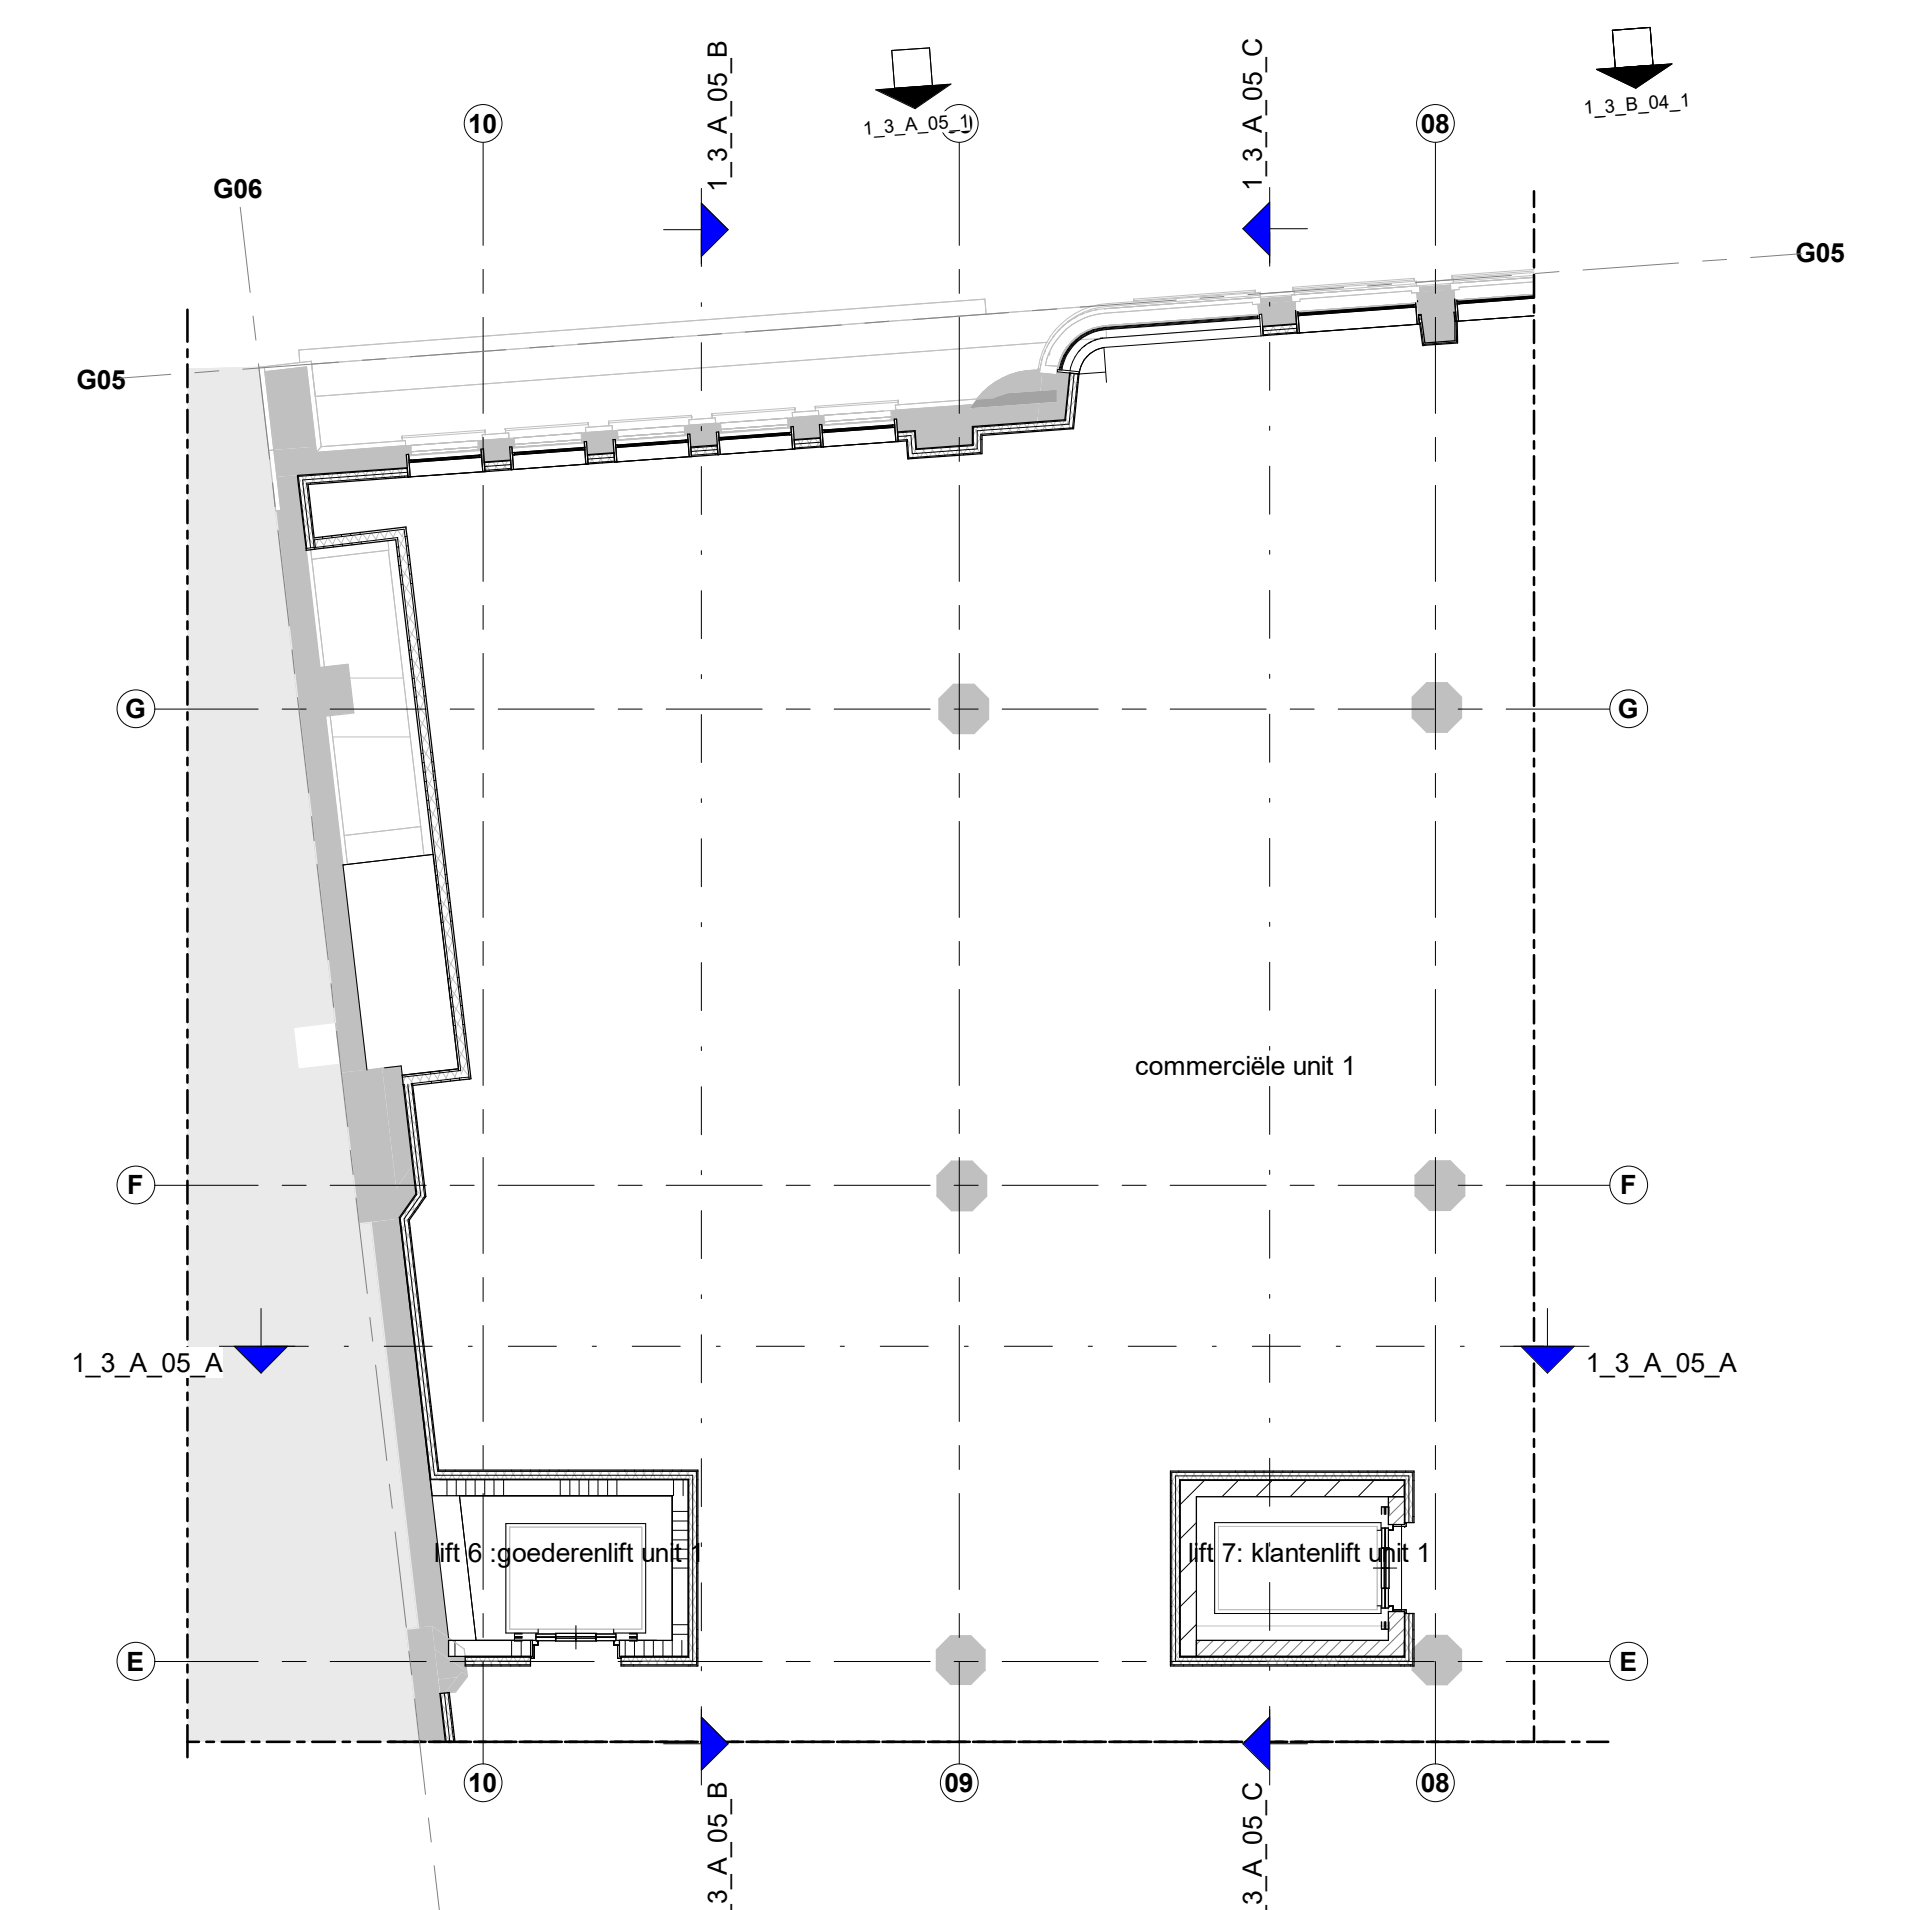 1_3_A_05_B
1_3_A_05_C
1_3_A_05_1
1_3_B_04_1
10
08
G06
G05
G05
G
G
commerciële unit 1
F
F
1_3_A_05_A
1_3_A_05_A
lift 6 :goederenlift unit 1
lift 7: klantenlift unit 1
E
E
10
09
08
_3_A_05_B
3_A_05_C